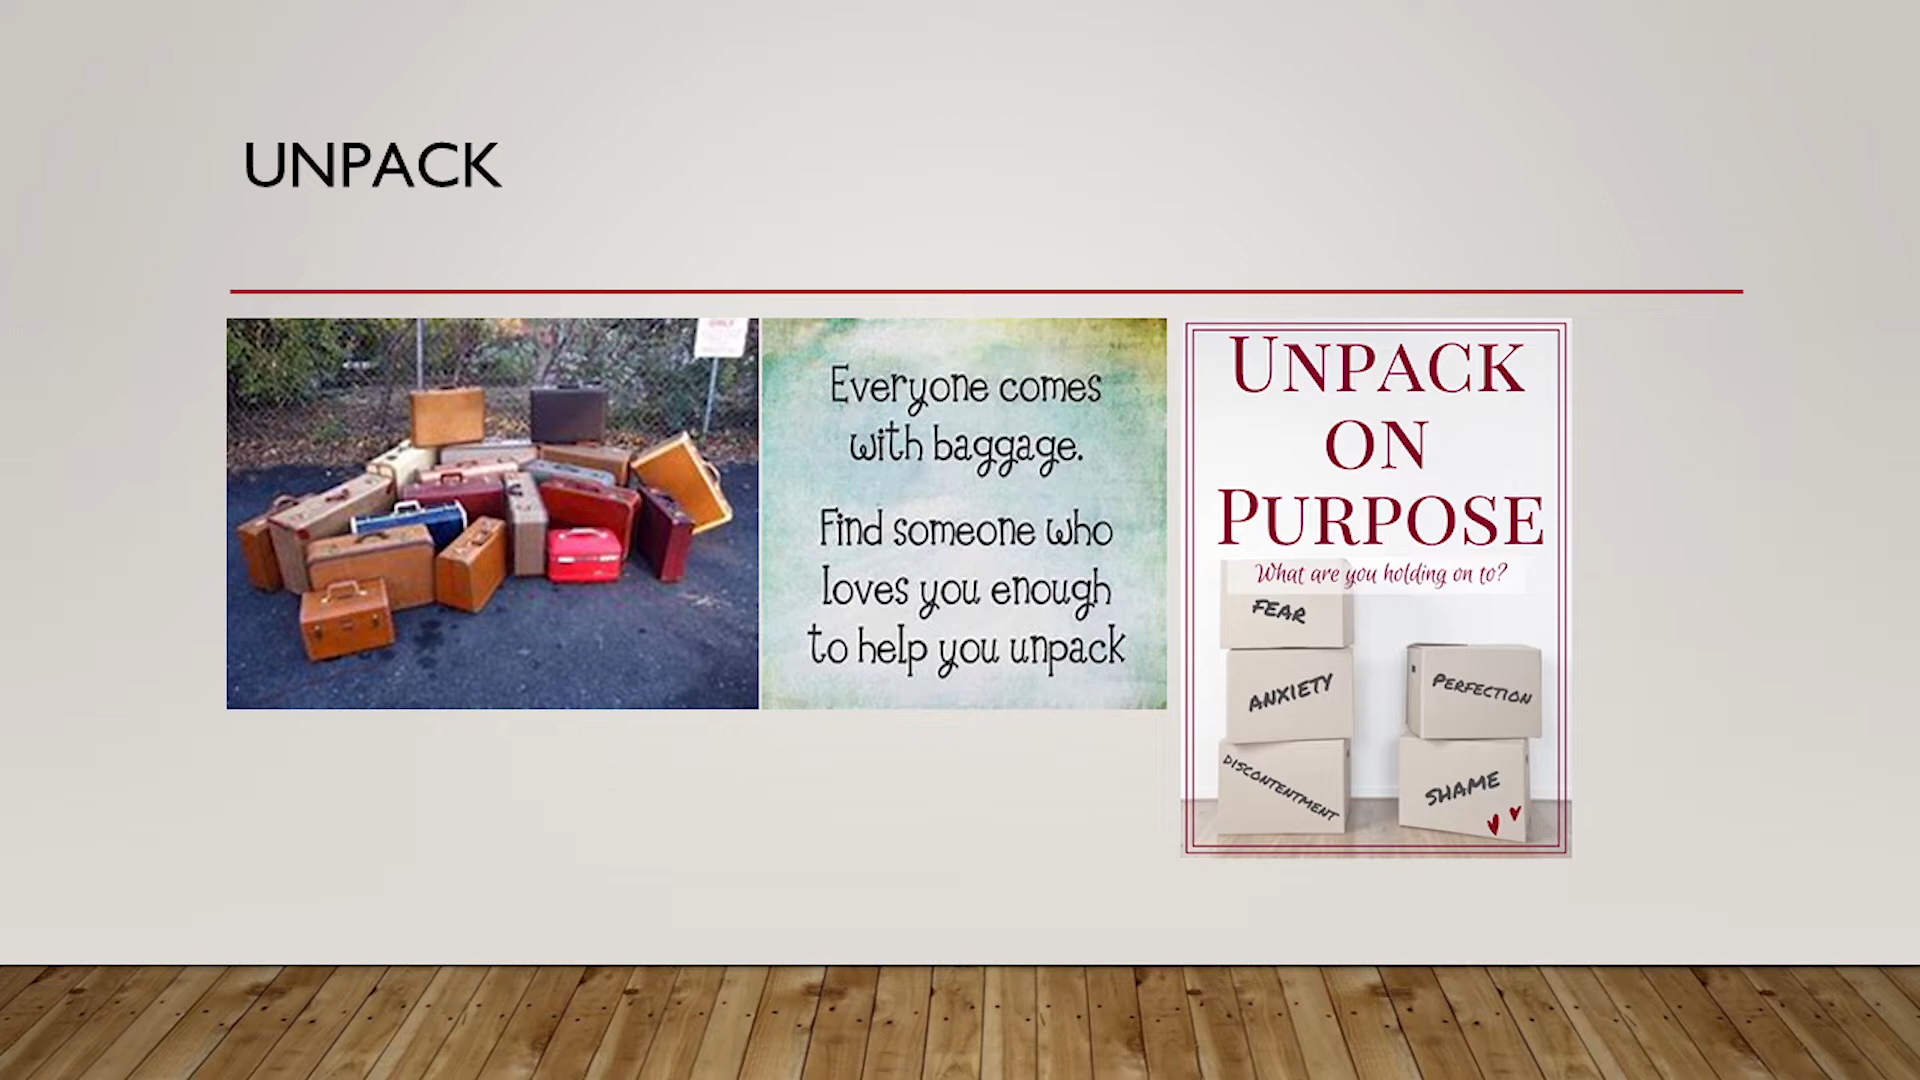 UNPACK
Everyone comes
with baggage.
Find someone who
loves you enough
to help you unpack
UNPACK
ON
PURPOSE
What are you holding on to?
FEAR
ANXIETY
DISCONTENTMENT
PERFECTION
SHAME